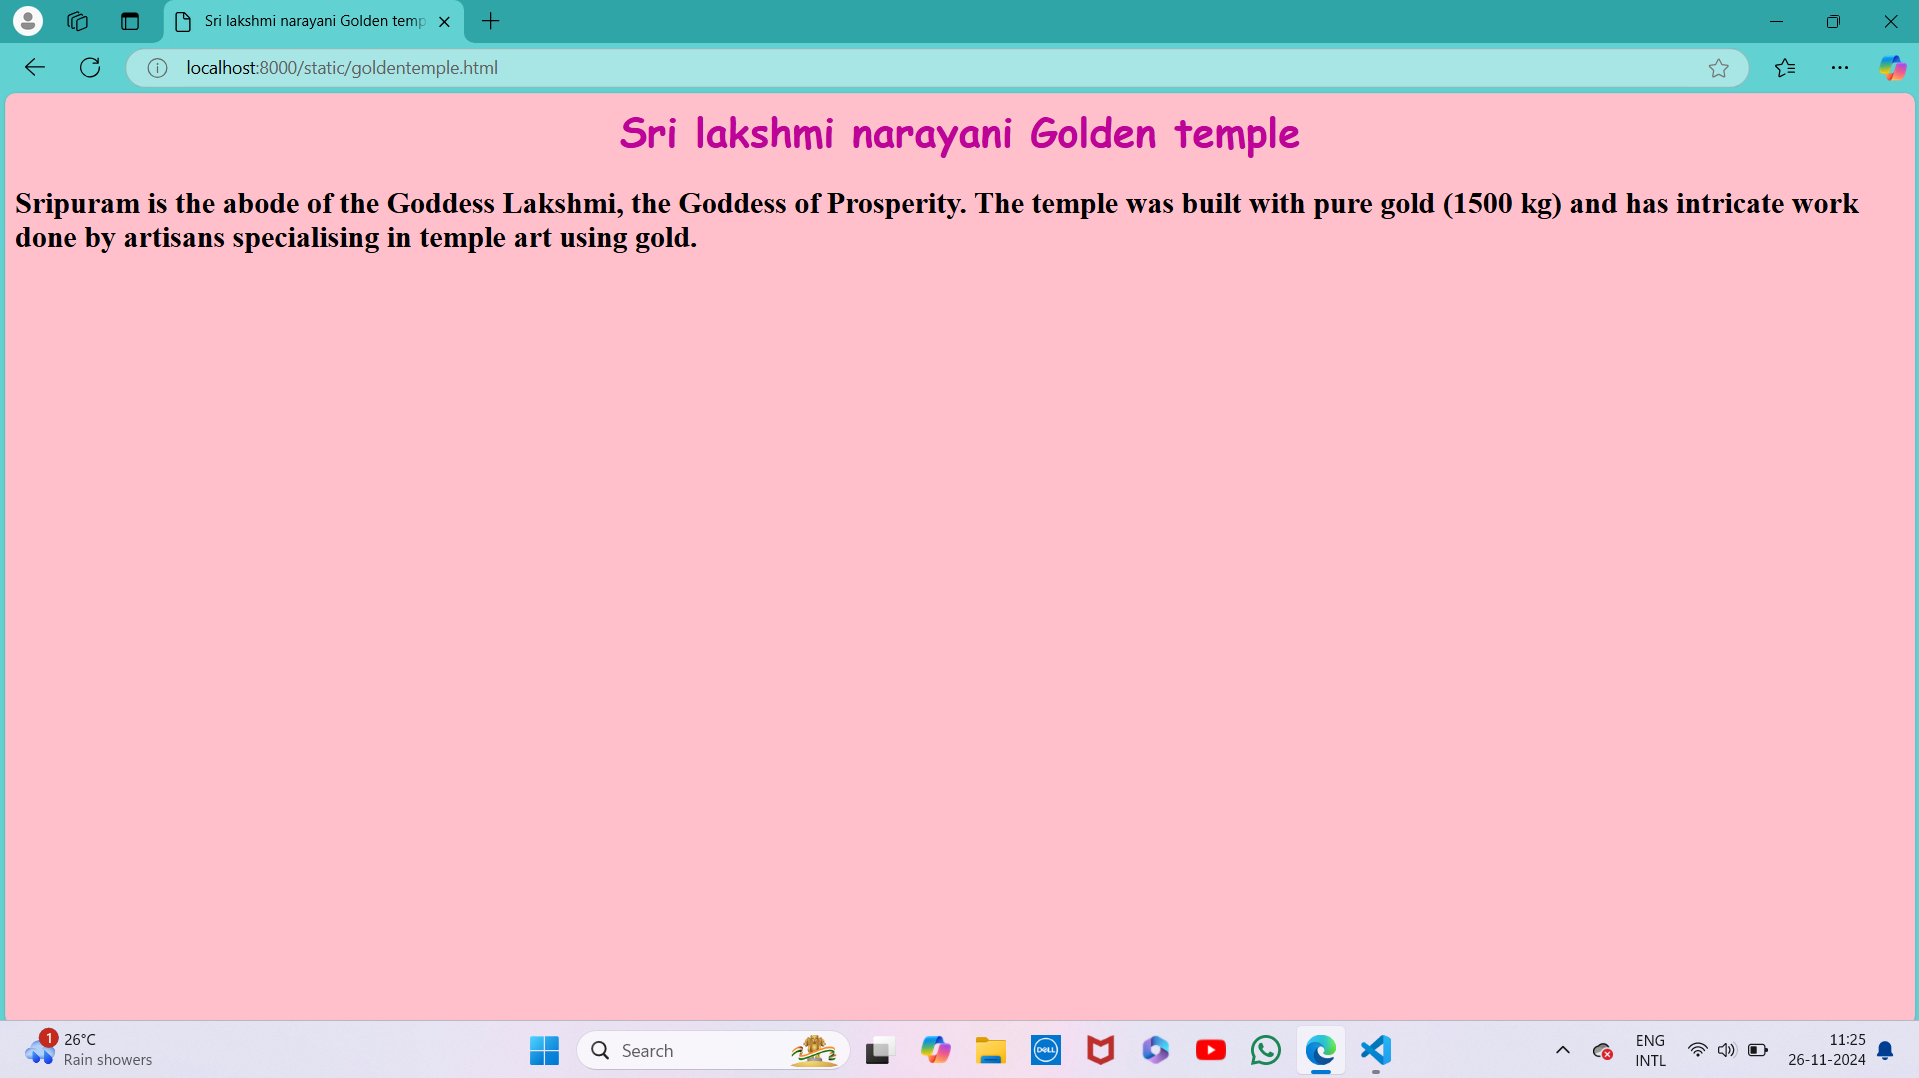 Sri lakshmi narayani Golden temp
localhost:8000/static/goldentemple.html
Sri lakshmi narayani Golden temple
Sripuram is the abode of the Goddess Lakshmi, the Goddess of Prosperity. The temple was built with pure gold (1500 kg) and has intricate work
done by artisans specialising in temple art using gold.
1
26°C
Rain showers
Search
DELL
ENG
INTL
11:25
26-11-2024